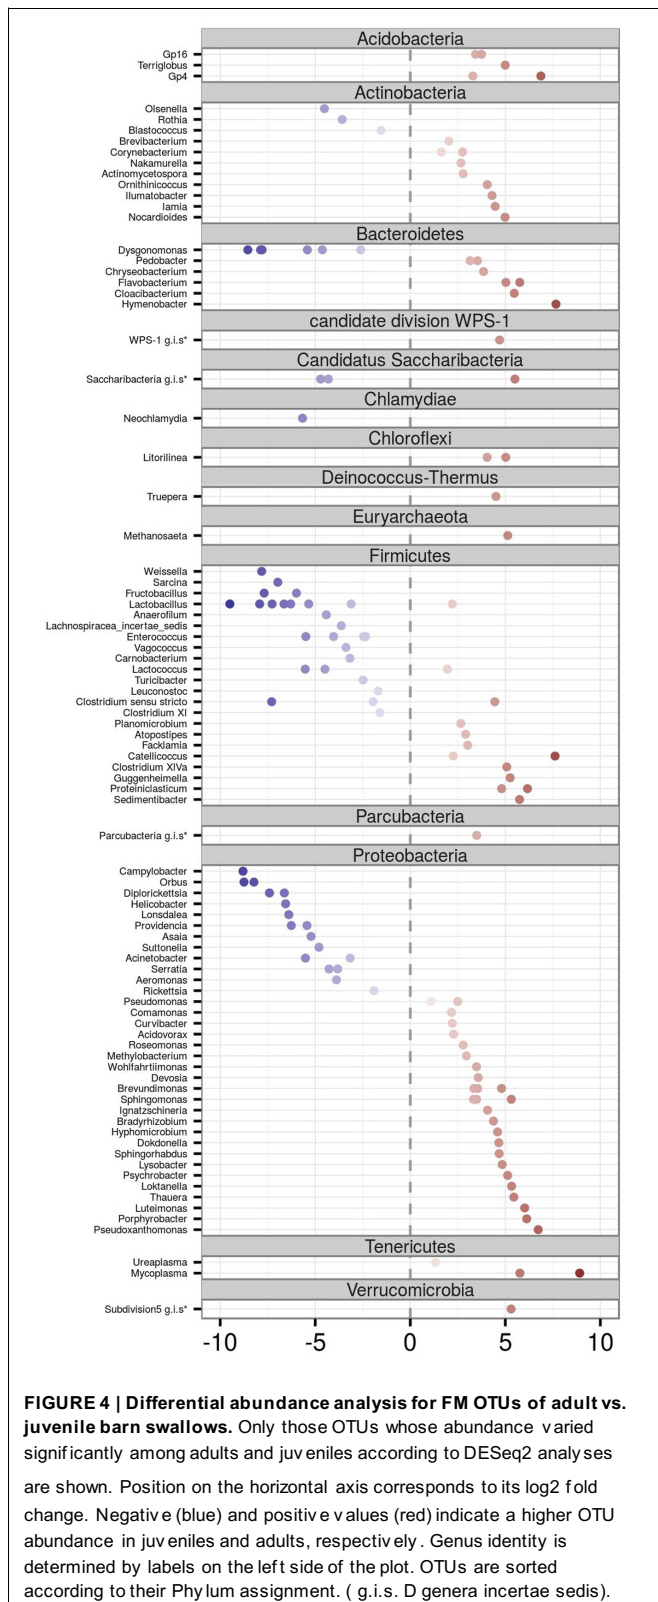 Acidobacteria
Gp16
Terriglobus
Gp4
Actinobacteria
Olsenella
Rothia
Blastococcus
Brevibacterium
Corynebacterium
Nakamurella
Actinomycetospora
Ornithinicoccus
Ilumatobacter
Iamia
Nocardioides
Bacteroidetes
Dysgonomonas
Pedobacter
Chryseobacterium
Flavobacterium
Cloacibacterium
Hymenobacter
candidate division WPS-1
WPS-1 g.i.s*
Candidatus Saccharibacteria
Saccharibacteria g.i.s*
Chlamydiae
Neochlamydia
Chloroflexi
Litorilinea
Deinococcus-Thermus
Truepera
Euryarchaeota
Methanosaeta
Firmicutes
Weissella
Sarcina
Fructobacillus
Lactobacillus
Anaerofilum
Lachnospiracea_incertae_sedis
Enterococcus
Vagococcus
Carnobacterium
Lactococcus
Turicibacter
Leuconostoc
Clostridium sensu stricto
Clostridium XI
Planomicrobium
Atopostipes
Facklamia
Catellicoccus
Clostridium XIVa
Guggenheimella
Proteiniclasticum
Sedimentibacter
Parcubacteria
Parcubacteria g.i.s*
Proteobacteria
Campylobacter
Orbus
Diplorickettsia
Helicobacter
Lonsdalea
Providencia
Asaia
Suttonella
Acinetobacter
Serratia
Aeromonas
Rickettsia
Pseudomonas
Comamonas
Curvibacter
Acidovorax
Roseomonas
Methylobacterium
Wohlfahrtiimonas
Devosia
Brevundimonas
Sphingomonas
Ignatzschineria
Bradyrhizobium
Hyphomicrobium
Dokdonella
Sphingorhabdus
Lysobacter
Psychrobacter
Loktanella
Thauera
Luteimonas
Porphyrobacter
Pseudoxanthomonas
Tenericutes
Ureaplasma
Mycoplasma
Verrucomicrobia
Subdivision5 g.i.s*
-10 -5 0 5 10
FIGURE 4 | Differential abundance analysis for FM OTUs of adult vs.
juvenile barn swallows. Only those OTUs whose abundance varied
significantly among adults and juveniles according to DESeq2 analyses
are shown. Position on the horizontal axis corresponds to its log2 fold
change. Negative (blue) and positive values (red) indicate a higher OTU
abundance in juveniles and adults, respectively. Genus identity is
determined by labels on the left side of the plot. OTUs are sorted
according to their Phylum assignment. ( g.i.s. D genera incertae sedis).